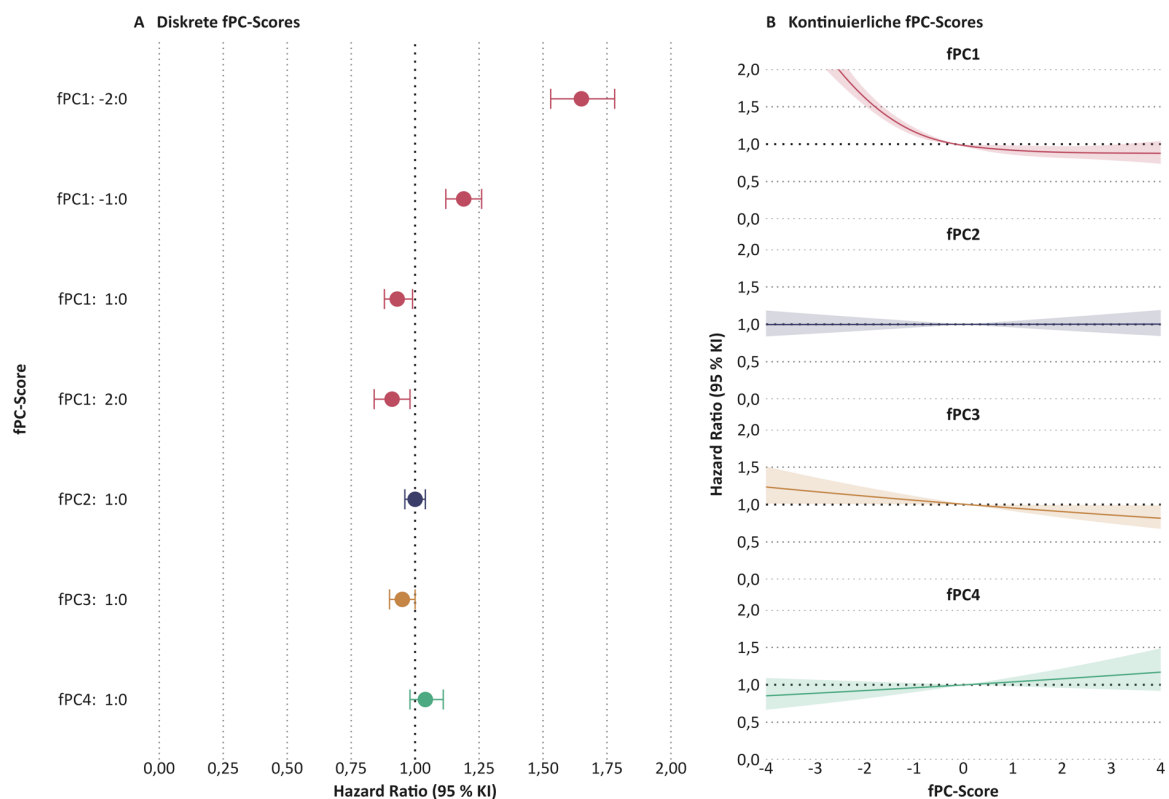 A Diskrete fPC-Scores
fPC-Score
fPC1: -2:0
fPC1: -1:0
fPC1: 1:0
fPC1: 2:0
fPC2: 1:0
fPC3: 1:0
fPC4: 1:0
0,00 0,25 0,50 0,75 1,00 1,25 1,50 1,75 2,00
Hazard Ratio (95 % KI)
B Kontinuierliche fPC-Scores
Hazard Ratio (95 % KI)
fPC1
2,0
1,5
1,0
0,5
0,0
fPC2
2,0
1,5
1,0
0,5
0,0
fPC3
2,0
1,5
1,0
0,5
0,0
fPC4
2,0
1,5
1,0
0,5
0,0
-4 -3 -2 -1 0 1 2 3 4
fPC-Score